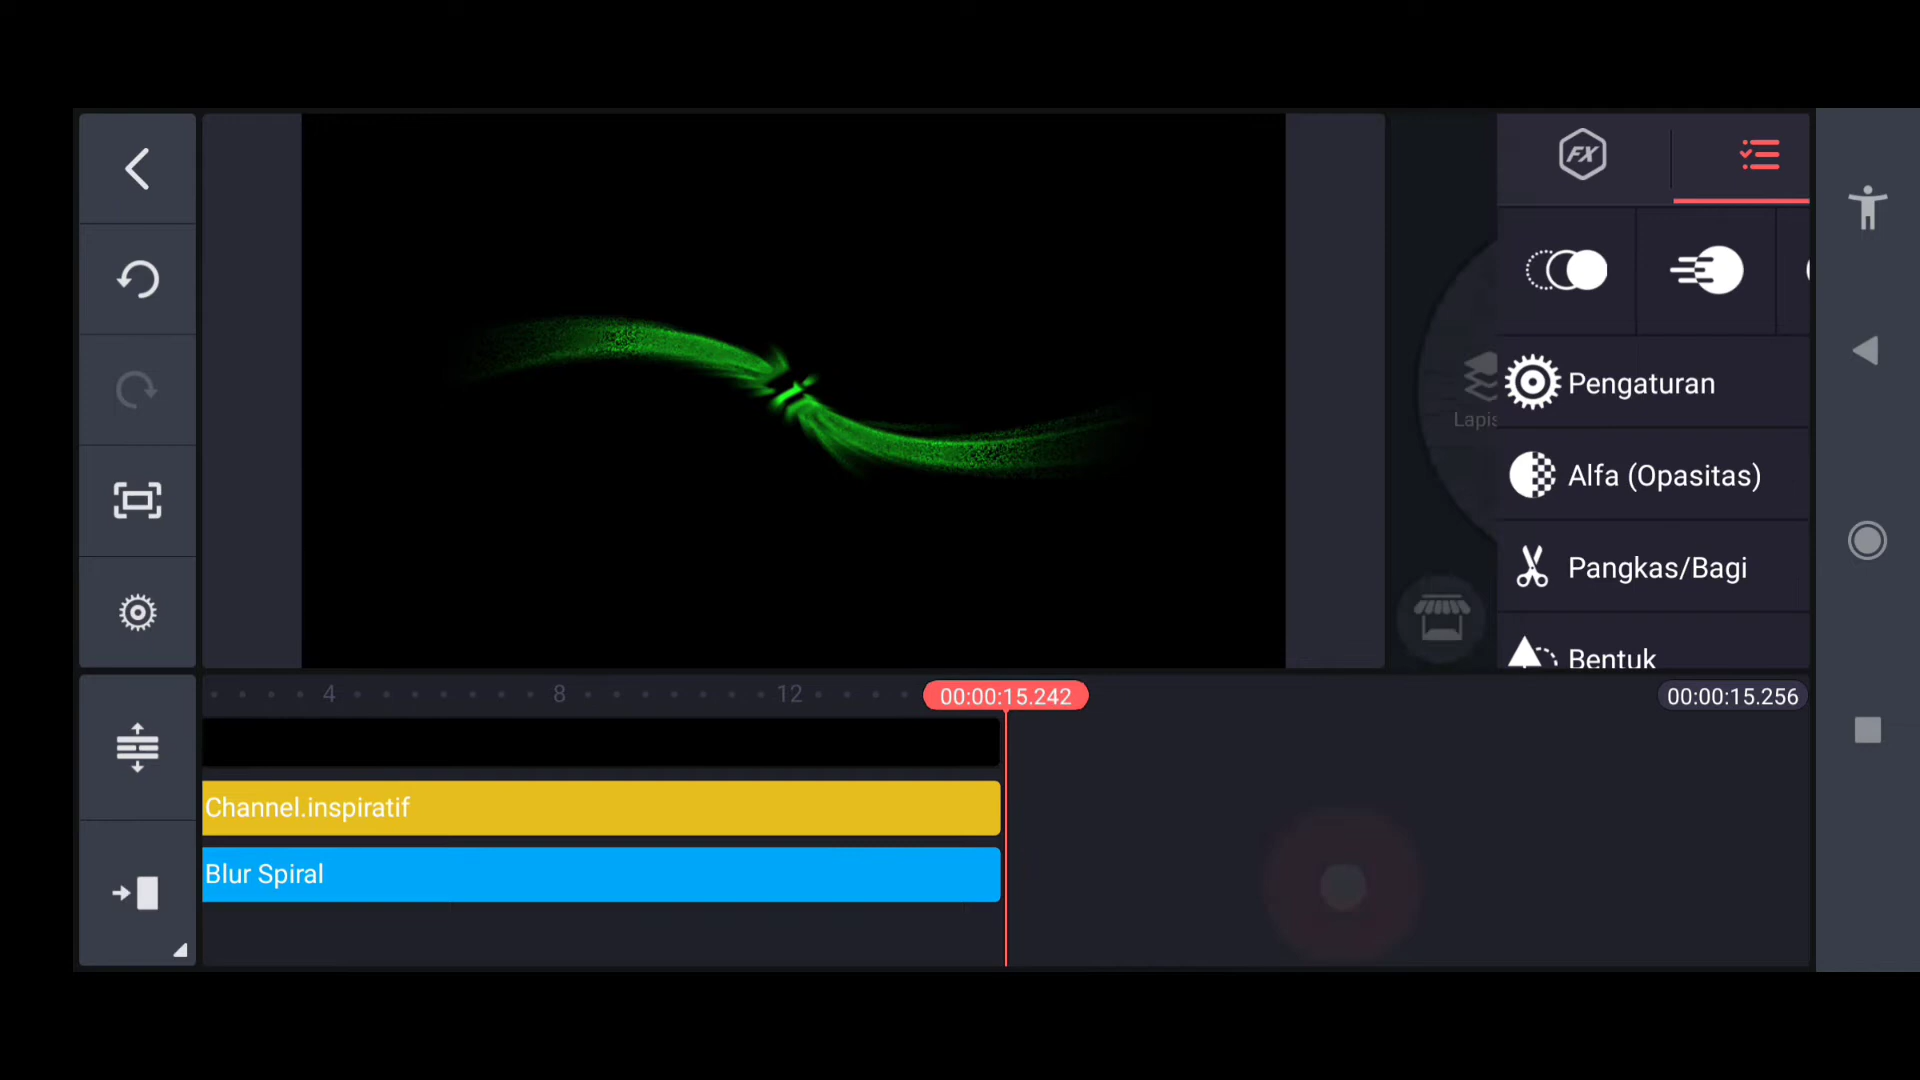 FX
Lapis
Pengaturan
Alfa (Opasitas)
Pangkas/Bagi
Bentuk
4
8
12
00:00:15.242
00:00:15.256
Channel.inspiratif
Blur Spiral